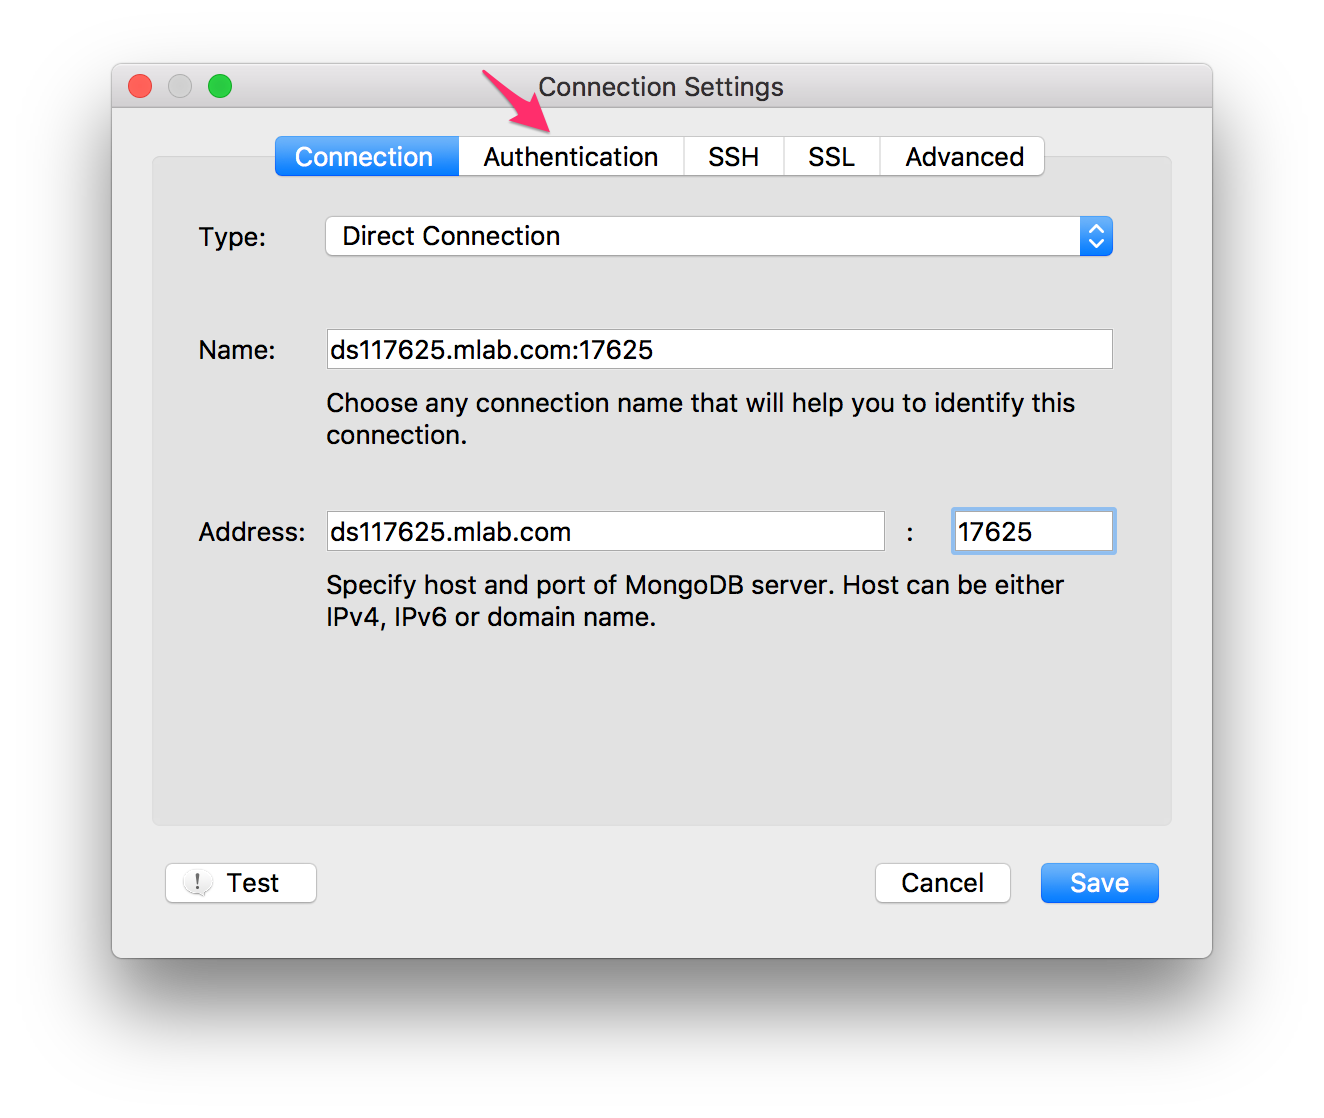 Connection Settings
Connection Authentication SSH SSL Advanced
Type: Direct Connection
Name: ds117625.mlab.com:17625
Choose any connection name that will help you to identify this
connection.
Address: ds117625.mlab.com : 17625
Specify host and port of MongoDB server. Host can be either
IPv4, IPv6 or domain name.
! Test Cancel Save